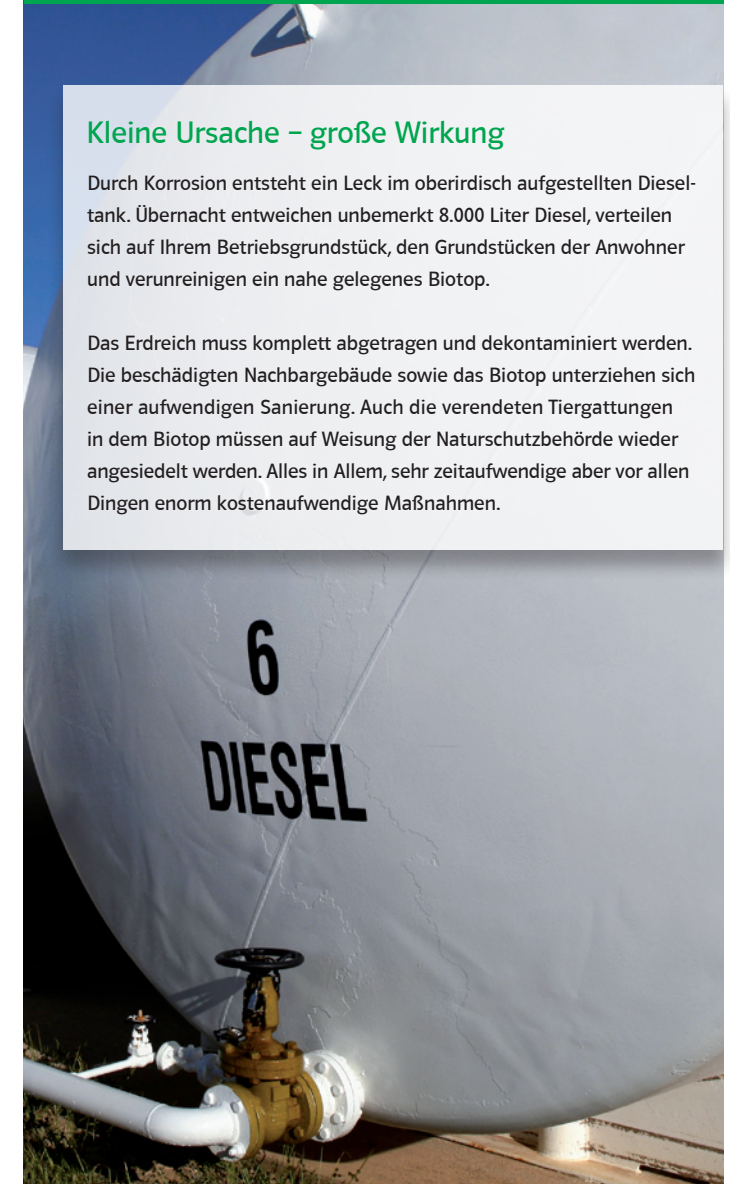 Kleine Ursache – große Wirkung
Durch Korrosion entsteht ein Leck im oberirdisch aufgestellten Diesel-
tank. Übernacht entweichen unbemerkt 8.000 Liter Diesel, verteilen
sich auf Ihrem Betriebsgrundstück, den Grundstücken der Anwohner
und verunreinigen ein nahe gelegenes Biotop.
Das Erdreich muss komplett abgetragen und dekontaminiert werden.
Die beschädigten Nachbargebäude sowie das Biotop unterziehen sich
einer aufwendigen Sanierung. Auch die verendeten Tiergattungen
in dem Biotop müssen auf Weisung der Naturschutzbehörde wieder
angesiedelt werden. Alles in Allem, sehr zeitaufwendige aber vor allen
Dingen enorm kostenaufwendige Maßnahmen.
6
DIESEL